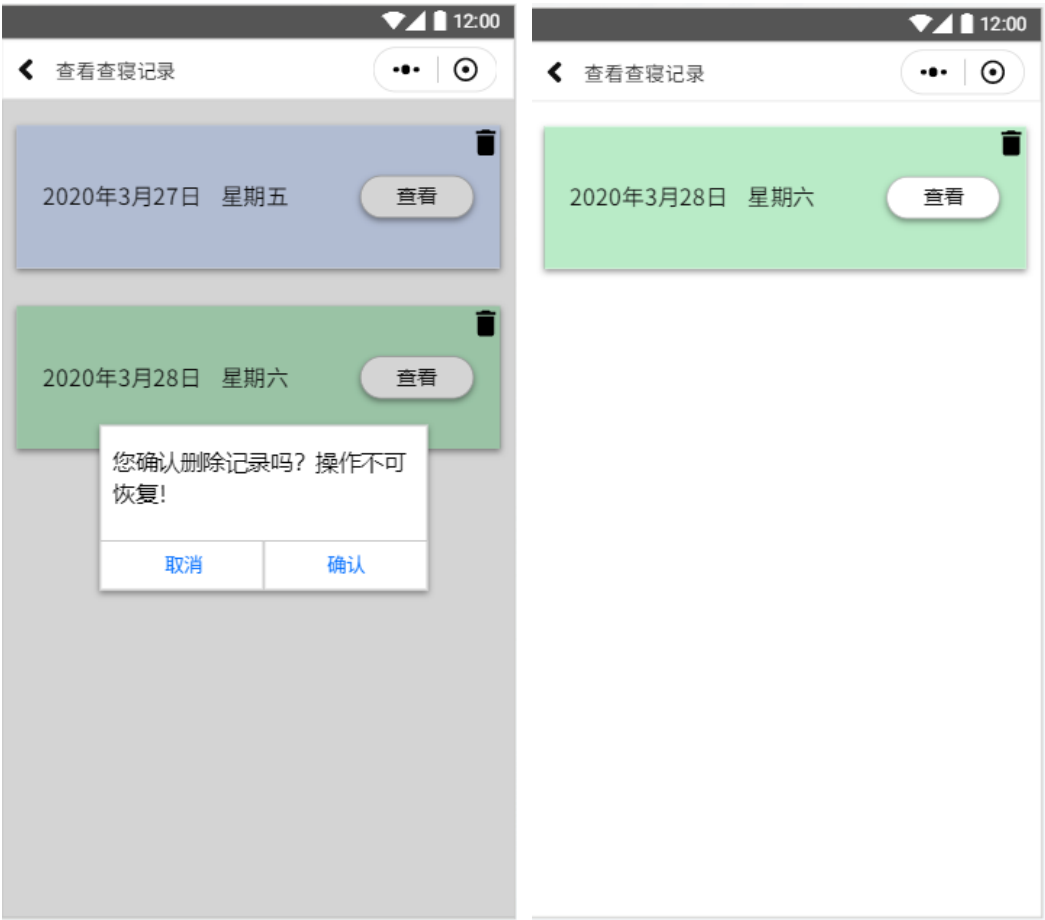 12:00
查看查寝记录
2020年3月27日 星期五
查看
2020年3月28日 星期六
查看
您确认删除记录吗？操作不可
恢复！
取消
确认
12:00
查看查寝记录
2020年3月28日 星期六
查看